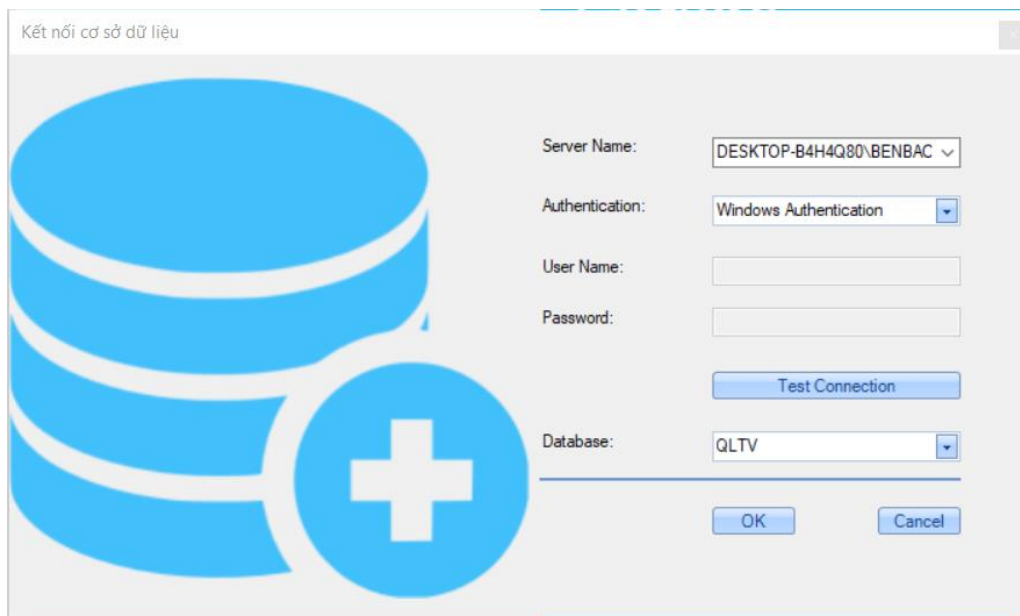 Kết nối cơ sở dữ liệu
Server Name:
DESKTOP-B4H4Q80\BENBAC
Authentication:
Windows Authentication
User Name:
Password:
Test Connection
Database:
QLTV
OK
Cancel